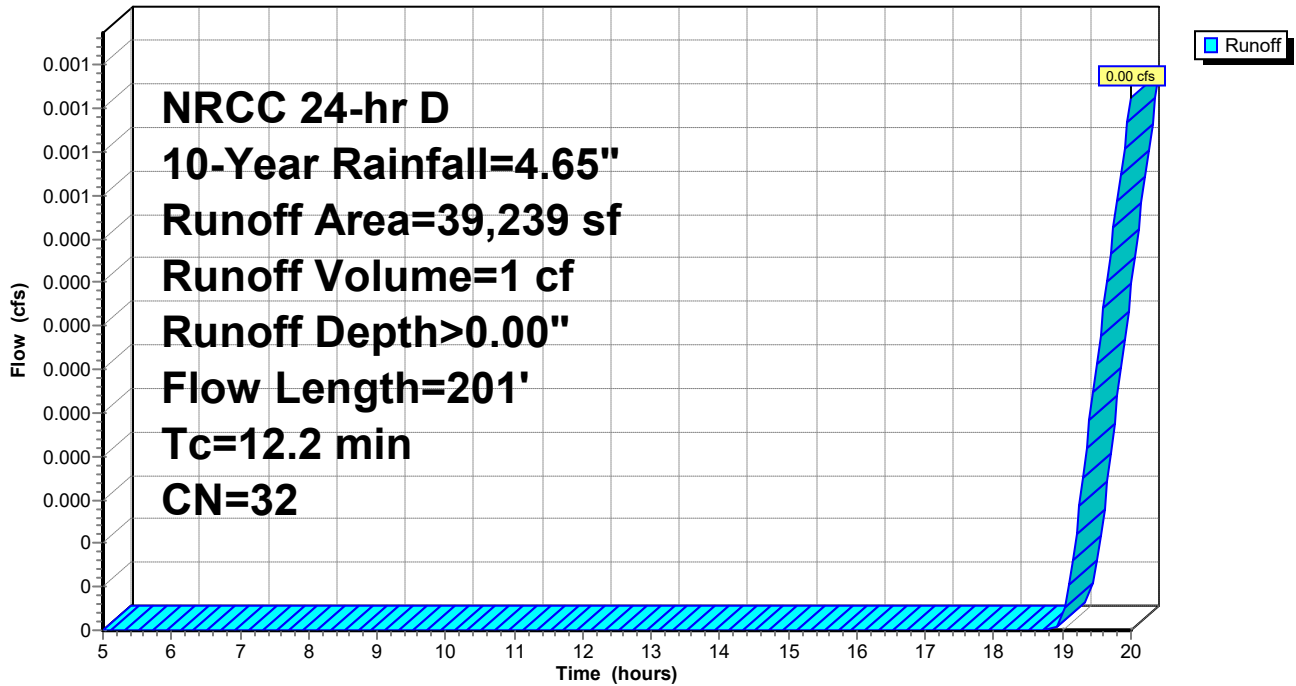 Runoff
0.00 cfs
NRCC 24-hr D
10-Year Rainfall=4.65"
Runoff Area=39,239 sf
Runoff Volume=1 cf
Runoff Depth>0.00"
Flow Length=201'
Tc=12.2 min
CN=32
Flow (cfs)
0.001
0.001
0.001
0.001
0.000
0.000
0.000
0.000
0.000
0.000
0.000
0
0
0
5 6 7 8 9 10 11 12 13 14 15 16 17 18 19 20
Time (hours)